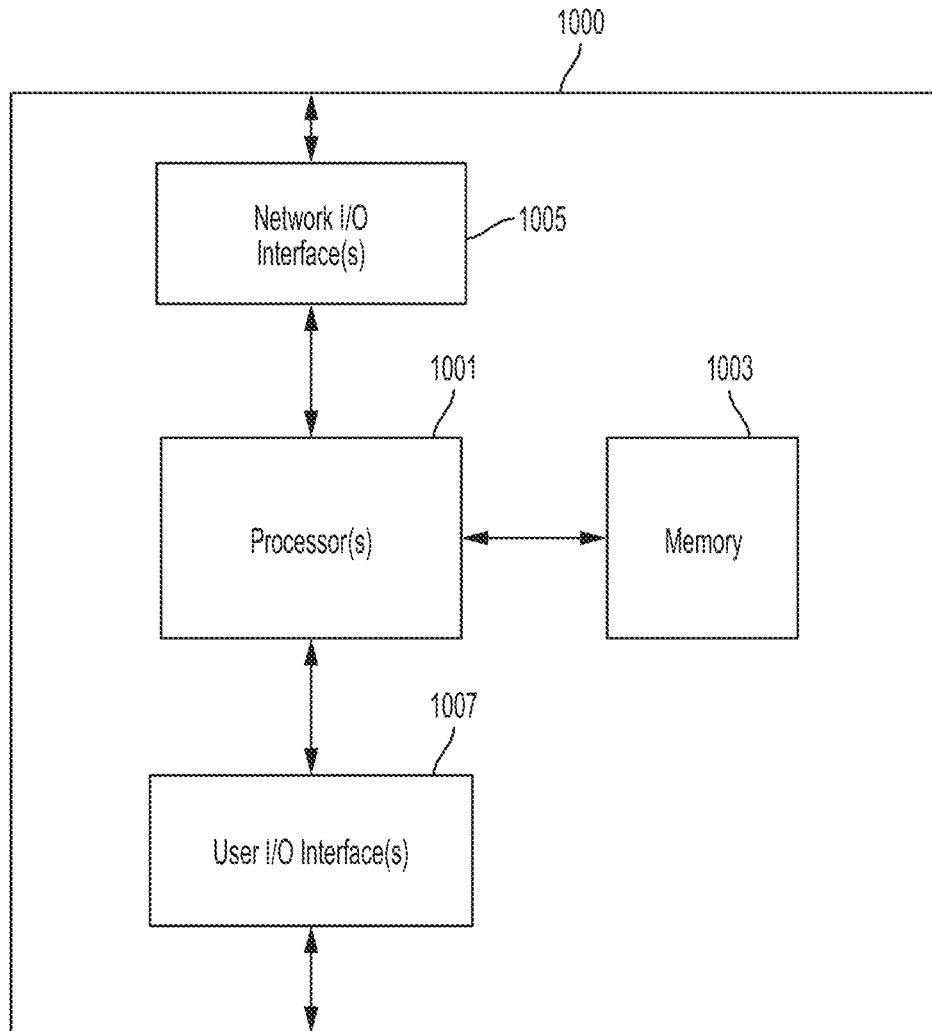 1000
Network I/O
Interface(s)
1005
1001
1003
Processor(s)
Memory
1007
User I/O Interface(s)